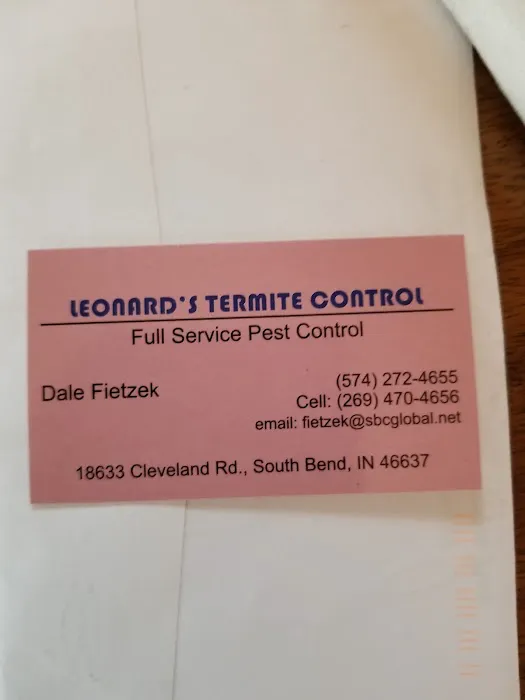 LEONARD'S TERMITE CONTROL
Full Service Pest Control
Dale Fietzek
(574) 272-4655
Cell: (269) 470-4656
email: fietzek@sbcglobal.net
18633 Cleveland Rd., South Bend, IN 46637